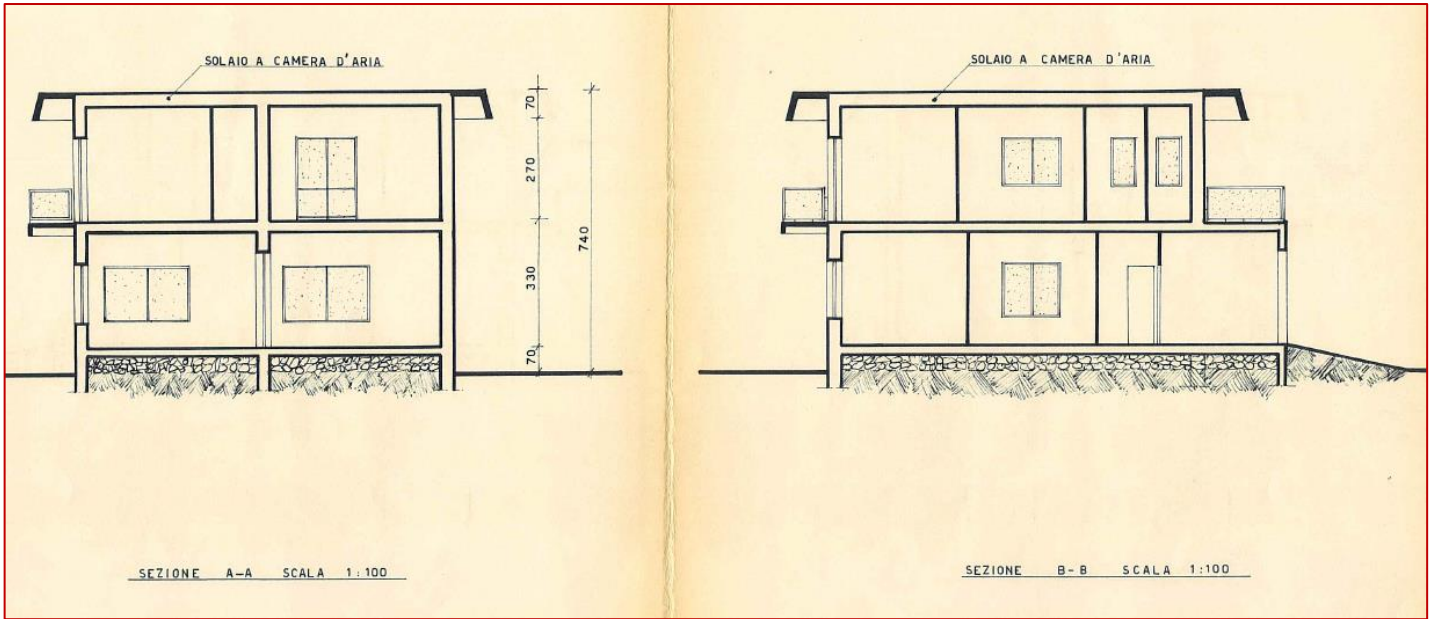 SOLAIO A CAMERA D'ARIA
70
270
330
70
740
SEZIONE A-A SCALA 1:100
SOLAIO A CAMERA D'ARIA
SEZIONE B-B SCALA 1:100